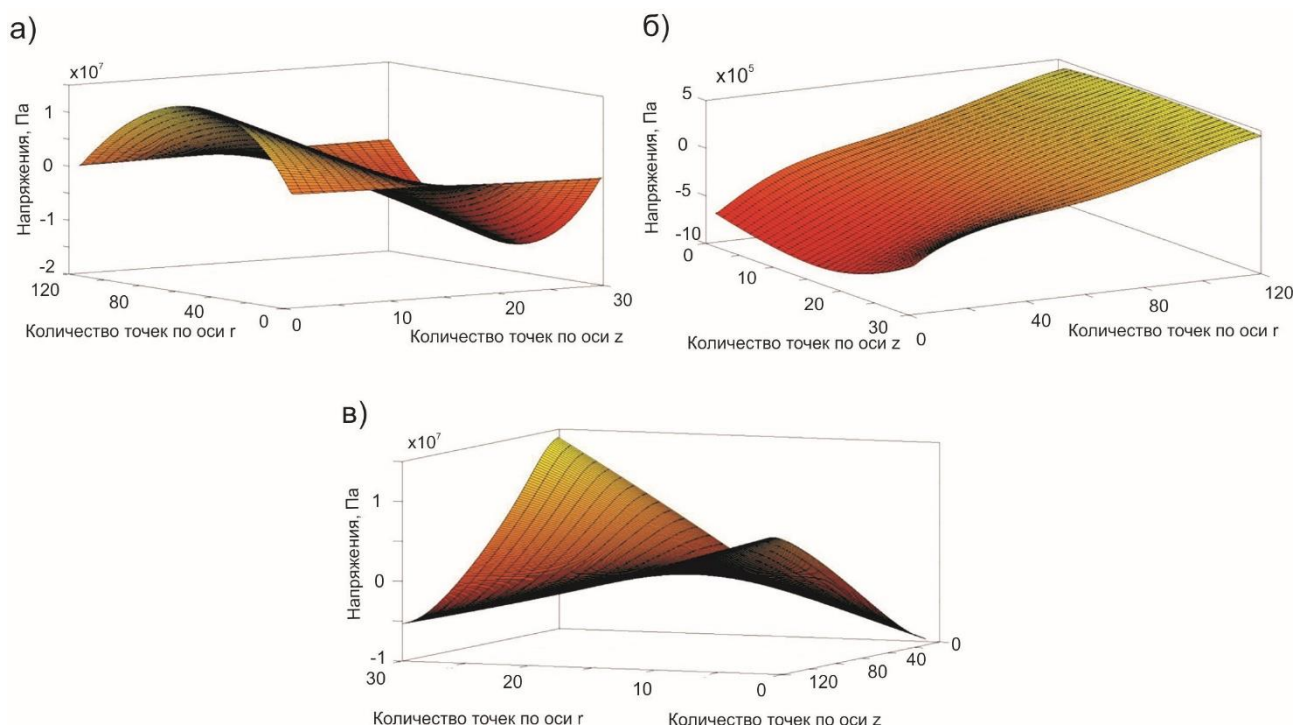 а)
x10⁷
Напряжения, Па
1
0
-1
-2
120
80
40
0
0
10
20
30
Количество точек по оси r
Количество точек по оси z
б)
x10⁵
Напряжения, Па
5
0
-5
-10
0
10
20
30
0
40
80
120
Количество точек по оси z
Количество точек по оси r
в)
x10⁷
Напряжения, Па
1
0
-1
30
20
10
0
120
80
40
0
Количество точек по оси r
Количество точек по оси z